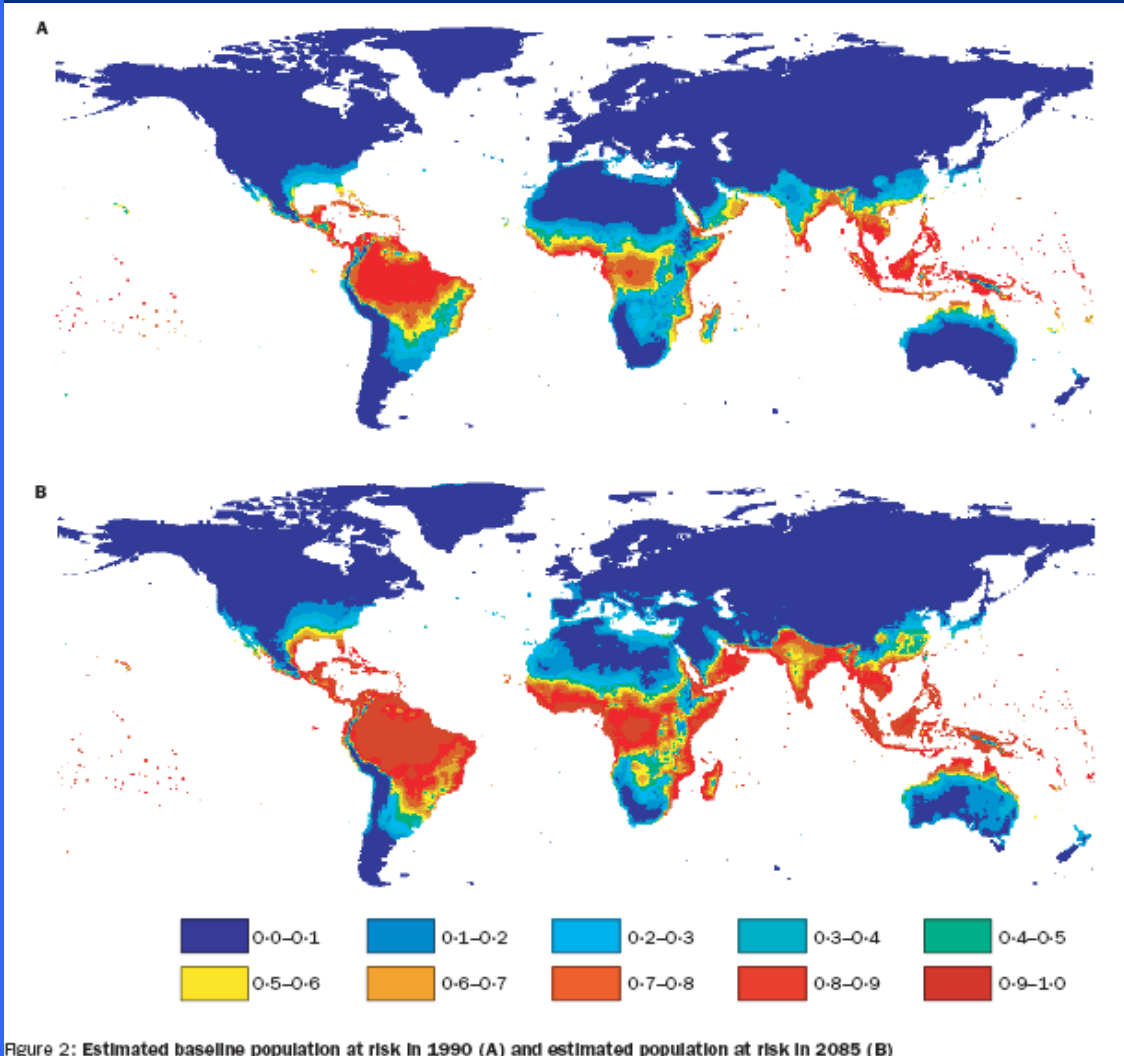 A
B
0·0–0·1 0·1–0·2 0·2–0·3 0·3–0·4 0·4–0·5
0·5–0·6 0·6–0·7 0·7–0·8 0·8–0·9 0·9–1·0
Figure 2: Estimated baseline population at risk in 1990 (A) and estimated population at risk in 2085 (B)